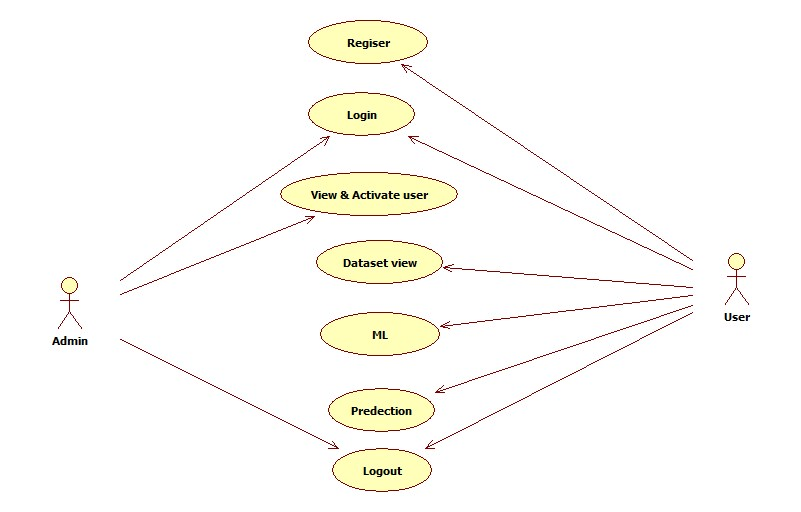 Regiser
Login
View & Activate user
Dataset view
ML
Predection
Logout
Admin
User